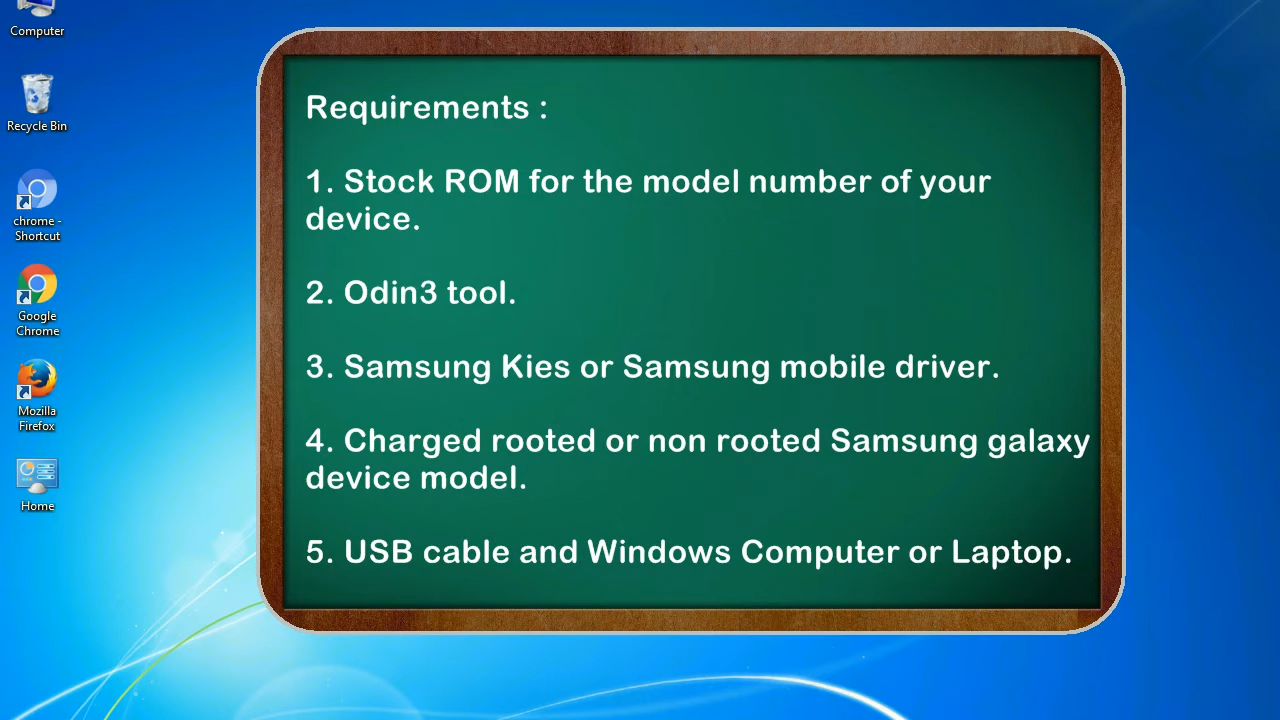 Computer
Recycle Bin
chrome -
Shortcut
Google
Chrome
Mozilla
Firefox
Home
Requirements :
1. Stock ROM for the model number of your
device.
2. Odin3 tool.
3. Samsung Kies or Samsung mobile driver.
4. Charged rooted or non rooted Samsung galaxy
device model.
5. USB cable and Windows Computer or Laptop.